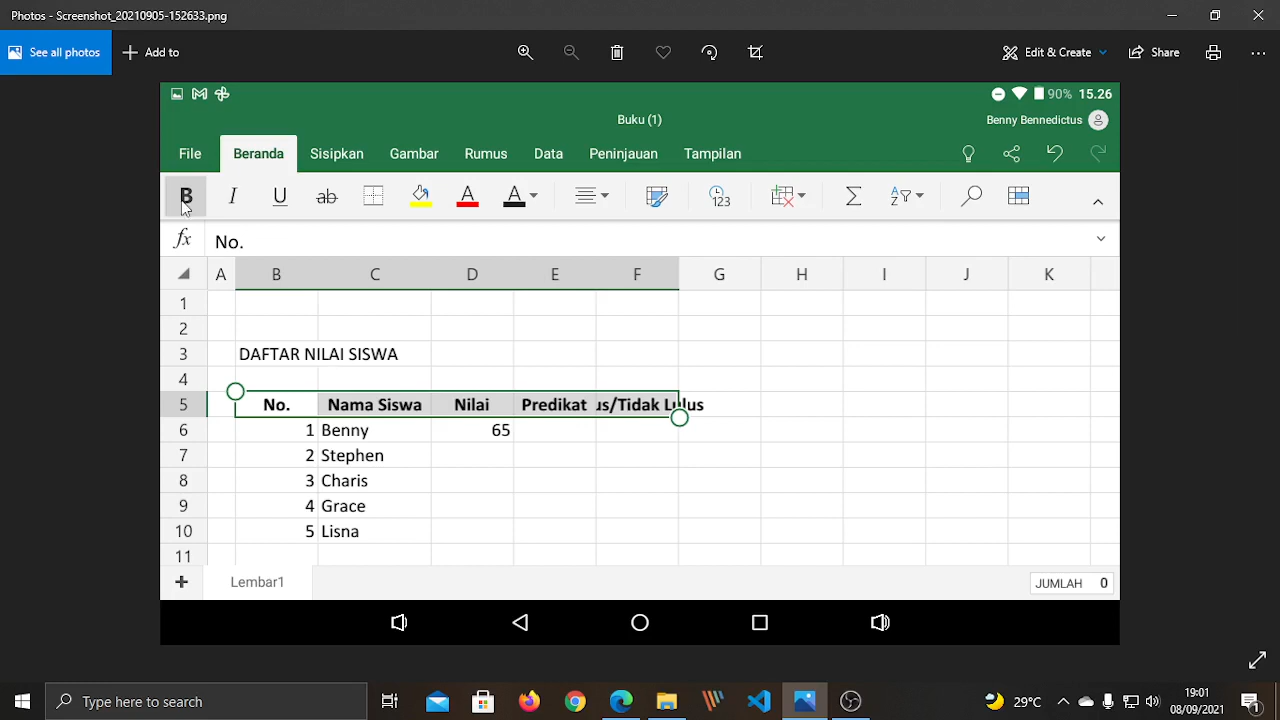 Photos - Screenshot_20210905-152633.png
See all photos
Add to
Edit & Create
Share
90% 15.26
Buku (1)
Benny Bennedictus
File Beranda Sisipkan Gambar Rumus Data Peninjauan Tampilan
B I U ab A A 123 Σ A Z
fx No.
A B C D E F G H I J K
1
2
3 DAFTAR NILAI SISWA
4
5 No. Nama Siswa Nilai Predikat us/Tidak Lulus
6 1 Benny 65
7 2 Stephen
8 3 Charis
9 4 Grace
10 5 Lisna
11
Lembar1
JUMLAH 0
Type here to search
29°C
19:01
08/09/2021
1